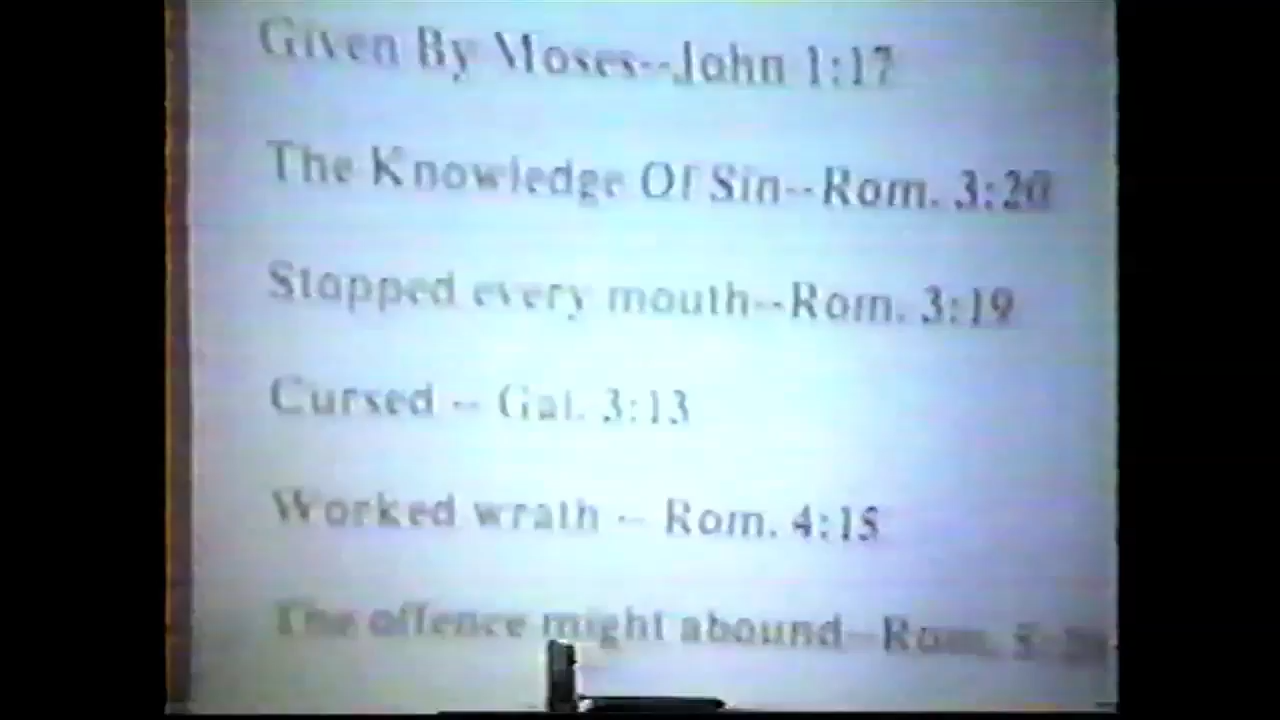 Given By Moses--John 1:17
The Knowledge Of Sin--Rom. 3:20
Stopped every mouth--Rom. 3:19
Cursed -- Gal. 3:13
Worked wrath -- Rom. 4:15
The offence might abound--Rom.